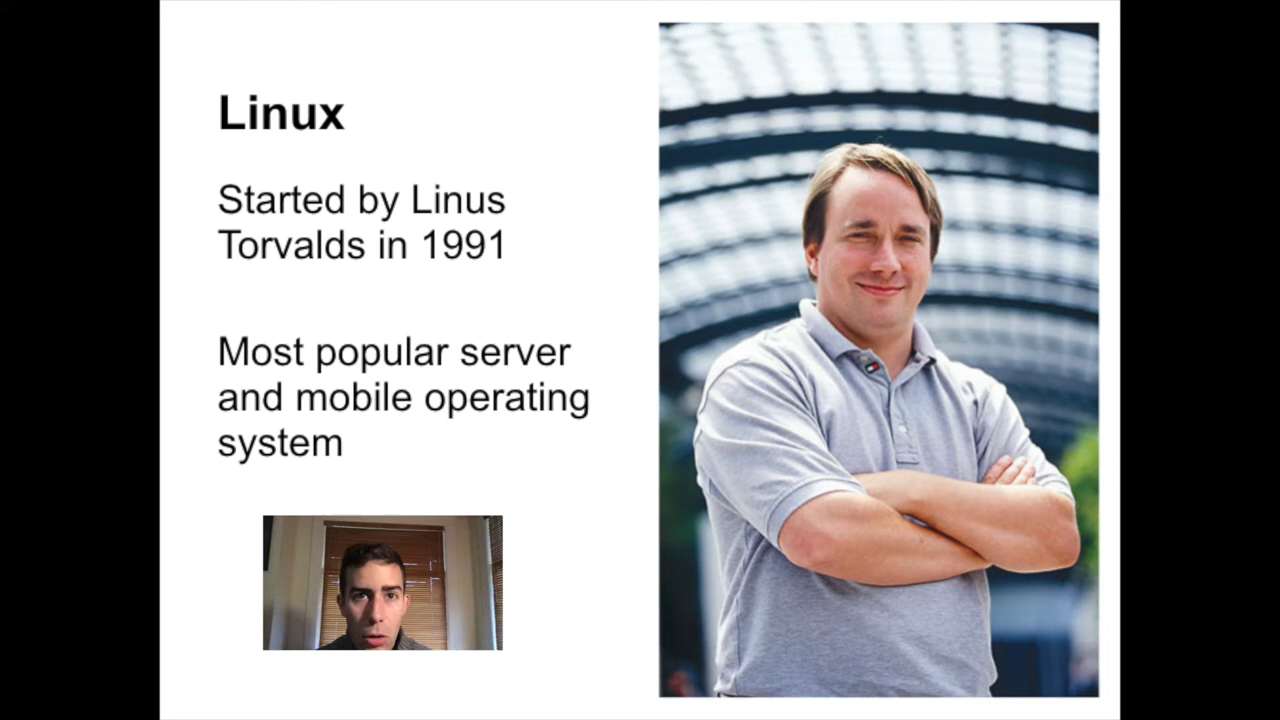 Linux
Started by Linus
Torvalds in 1991
Most popular server
and mobile operating
system